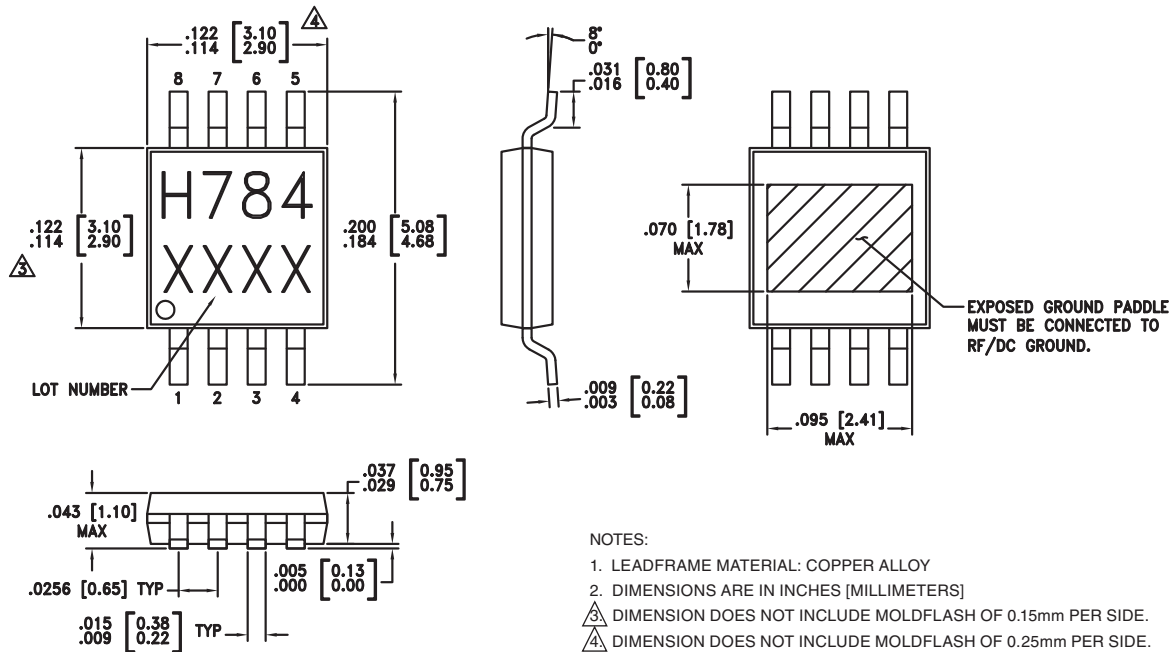 .122 [3.10]
.114 [2.90]
4
8 7 6 5
H784
XXXX
.122 [3.10]
.114 [2.90]
3
.200 [5.08]
.184 [4.68]
LOT NUMBER
1 2 3 4
8°
0°
.031 [0.80]
.016 [0.40]
.009 [0.22]
.003 [0.08]
.070 [1.78]
MAX
EXPOSED GROUND PADDLE
MUST BE CONNECTED TO
RF/DC GROUND.
.095 [2.41]
MAX
.037 [0.95]
.029 [0.75]
.043 [1.10]
MAX
.0256 [0.65] TYP
.005 [0.13]
.000 [0.00]
.015 [0.38] TYP
.009 [0.22]
NOTES:
1. LEADFRAME MATERIAL: COPPER ALLOY
2. DIMENSIONS ARE IN INCHES [MILLIMETERS]
3. DIMENSION DOES NOT INCLUDE MOLDFLASH OF 0.15mm PER SIDE.
4. DIMENSION DOES NOT INCLUDE MOLDFLASH OF 0.25mm PER SIDE.